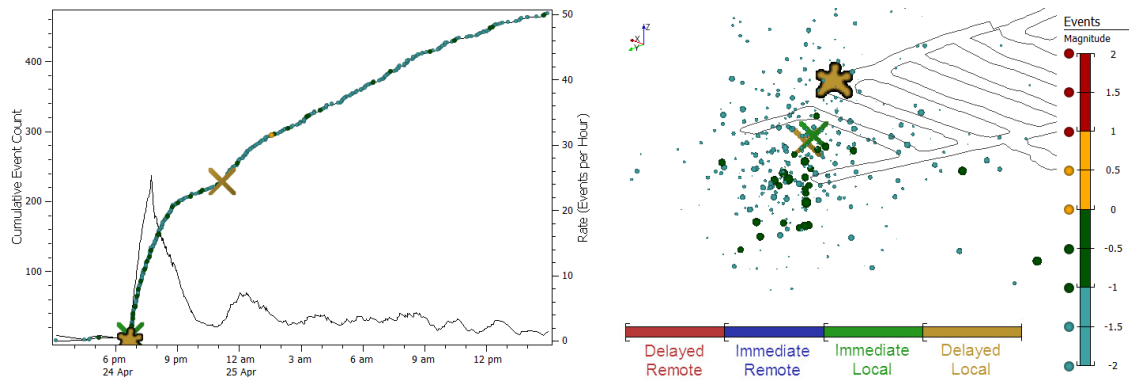 Cumulative Event Count
400
300
200
100
6 pm
24 Apr
9 pm
12 am
25 Apr
3 am
6 am
9 am
12 pm
50
40
30
20
10
0
Rate (Events per Hour)
Z
X
Y
Events
Magnitude
2
1.5
1
0.5
0
-0.5
-1
-1.5
-2
Delayed
Remote
Immediate
Remote
Immediate
Local
Delayed
Local